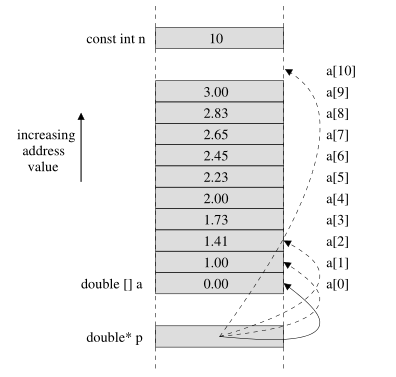 const int n 10
a[10]
3.00 a[9]
2.83 a[8]
2.65 a[7]
2.45 a[6]
2.23 a[5]
2.00 a[4]
1.73 a[3]
1.41 a[2]
1.00 a[1]
double [] a 0.00 a[0]
increasing
address
value
double* p